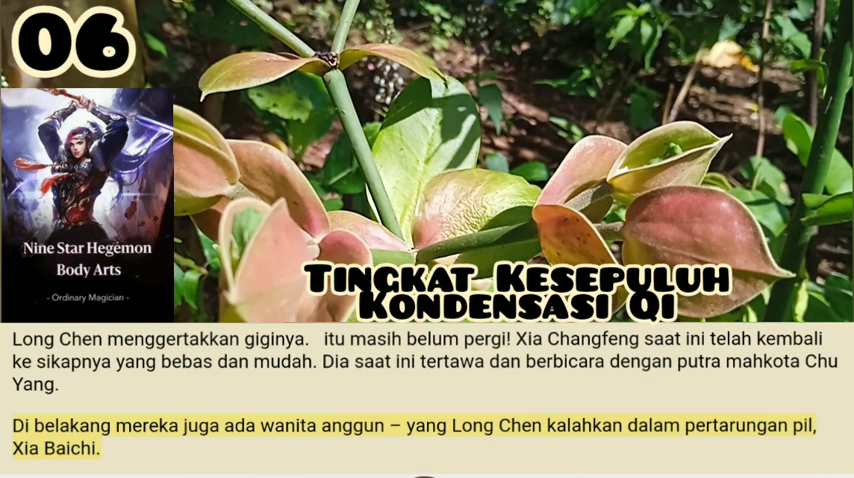 06
Nine Star Hegemon
Body Arts
- Ordinary Magician -
Tingkat Kesepuluh
Kondensasi Qi
Long Chen menggertakkan giginya.   itu masih belum pergi! Xia Changfeng saat ini telah kembali
ke sikapnya yang bebas dan mudah. Dia saat ini tertawa dan berbicara dengan putra mahkota Chu
Yang.
Di belakang mereka juga ada wanita anggun – yang Long Chen kalahkan dalam pertarungan pil,
Xia Baichi.